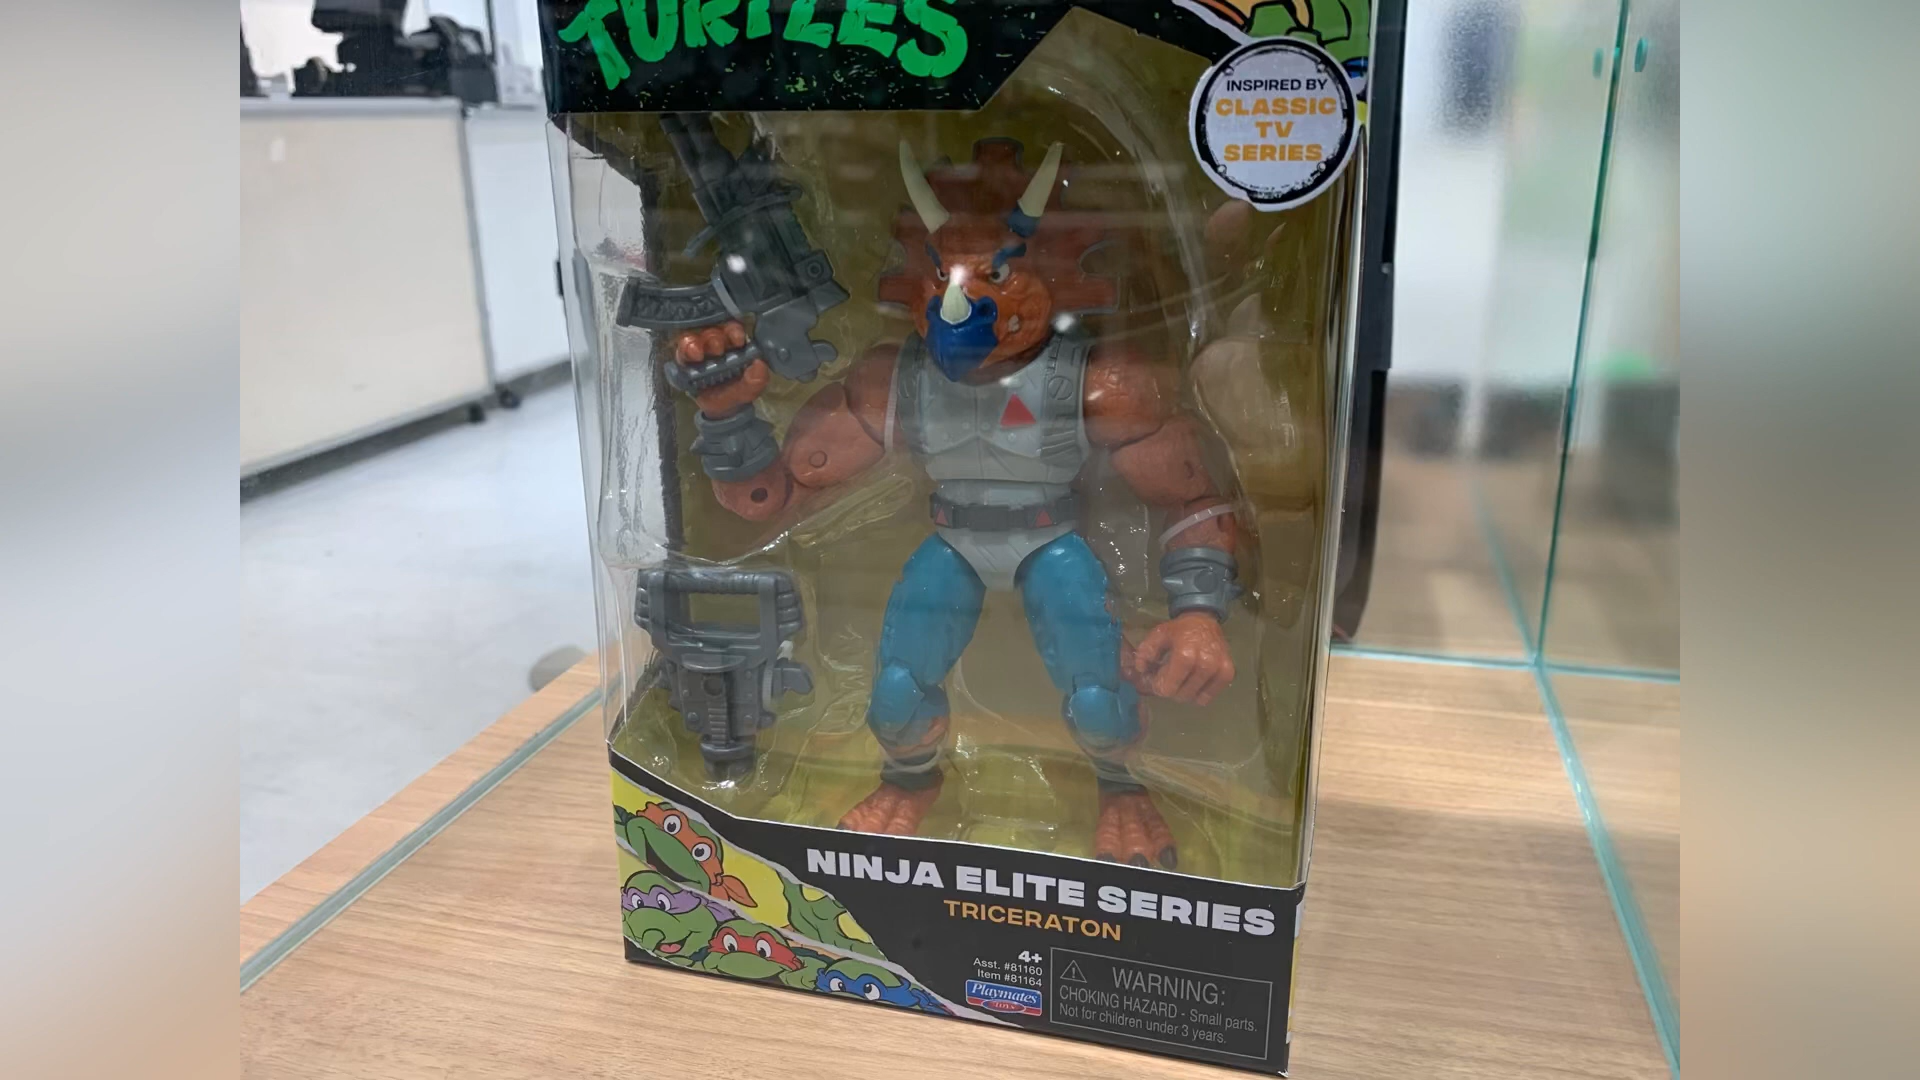 TURTLES
INSPIRED BY
CLASSIC
TV
SERIES
NINJA ELITE SERIES
TRICERATON
4+
Asst. #81160
Item #81164
Playmates
TOYS
WARNING:
CHOKING HAZARD - Small parts.
Not for children under 3 years.